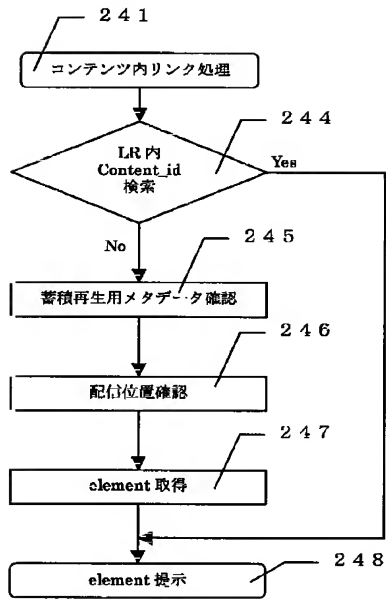 241
コンテンツ内リンク処理
244
LR内
Content_id
検索
Yes
No
245
蓄積再生用メタデータ確認
246
配信位置確認
247
element 取得
element 提示
248